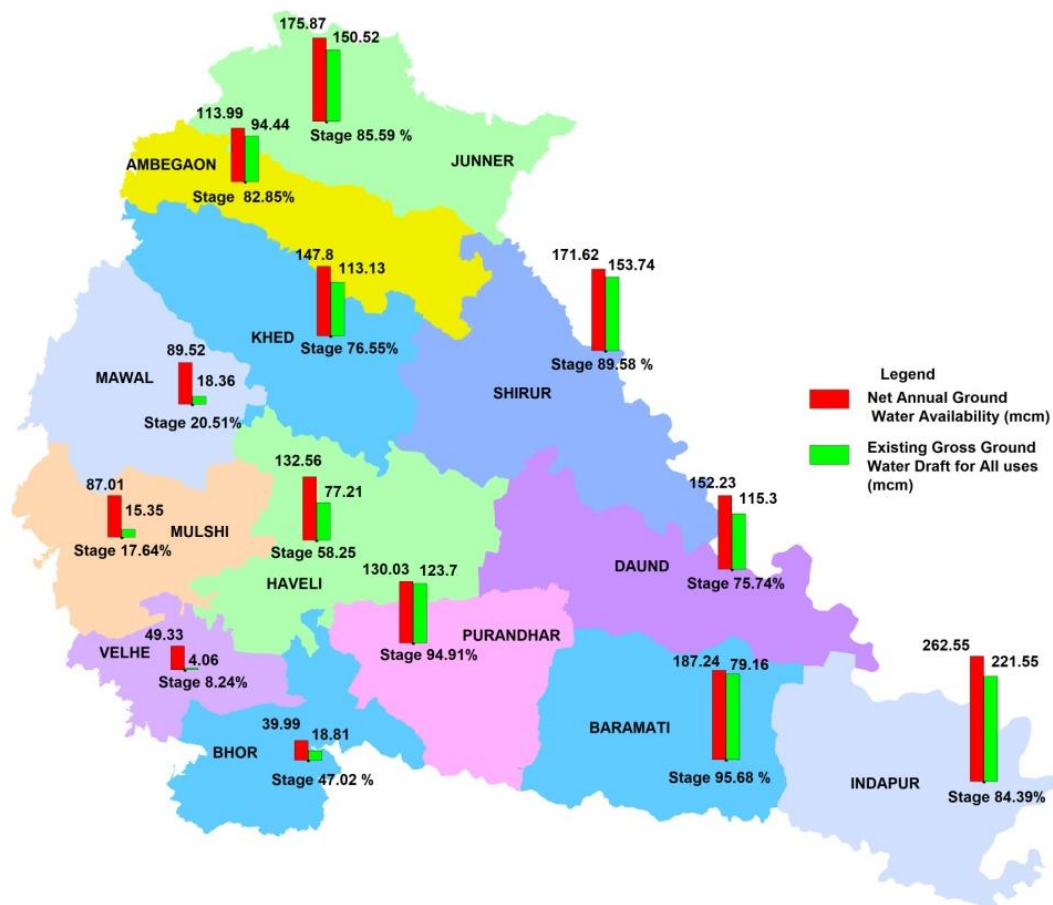 175.87
150.52
Stage 85.59 %
JUNNER
113.99
94.44
AMBEGAON
Stage 82.85%
147.8
113.13
KHED
Stage 76.55%
171.62
153.74
Stage 89.58 %
SHIRUR
89.52
18.36
MAWAL
Stage 20.51%
Legend
Net Annual Ground
Water Availability (mcm)
Existing Gross Ground
Water Draft for All uses
(mcm)
87.01
15.35
MULSHI
Stage 17.64%
132.56
77.21
Stage 58.25
HAVELI
152.23
115.3
DAUND
Stage 75.74%
130.03
123.7
PURANDHAR
Stage 94.91%
49.33
VELHE
4.06
Stage 8.24%
187.24
79.16
BARAMATI
Stage 95.68 %
262.55
221.55
INDAPUR
Stage 84.39%
39.99
18.81
BHOR
Stage 47.02 %